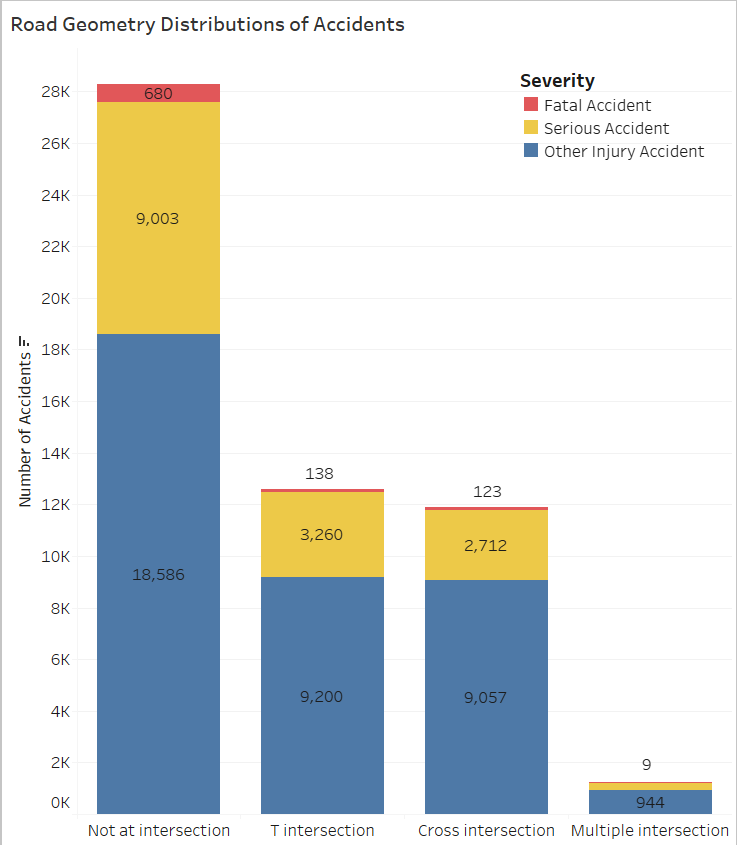 Road Geometry Distributions of Accidents
Severity
Fatal Accident
Serious Accident
Other Injury Accident
Number of Accidents
28K
26K
24K
22K
20K
18K
16K
14K
12K
10K
8K
6K
4K
2K
0K
680
9,003
18,586
138
3,260
9,200
123
2,712
9,057
9
944
Not at intersection
T intersection
Cross intersection
Multiple intersection